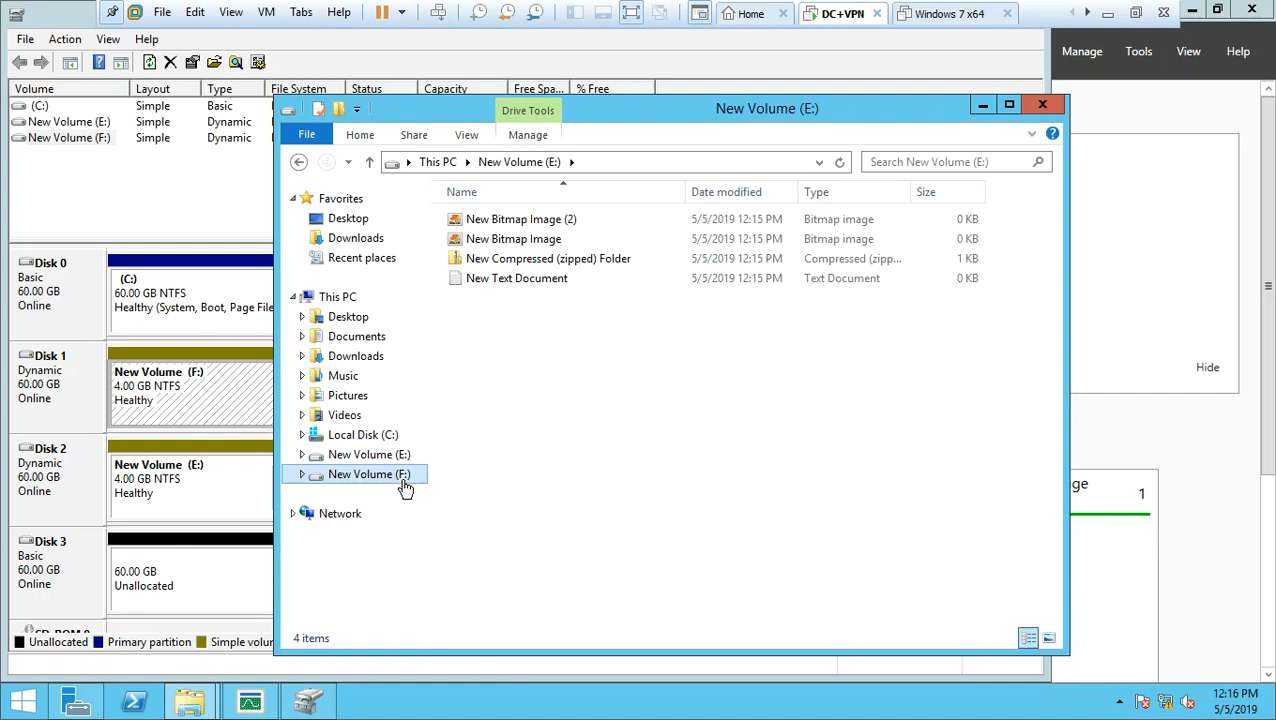 File Edit View VM Tabs Help Home DC+VPN Windows 7 x64
File Action View Help
Manage Tools View Help
Volume Layout Type File System Status Capacity Free Spa... % Free
(C:) Simple Basic
New Volume (E:) Simple Dynamic
New Volume (F:) Simple Dynamic
Drive Tools
New Volume (E:)
File Home Share View Manage
This PC New Volume (E:)
Search New Volume (E:)
Name Date modified Type Size
New Bitmap Image (2) 5/5/2019 12:15 PM Bitmap image 0 KB
New Bitmap Image 5/5/2019 12:15 PM Bitmap image 0 KB
New Compressed (zipped) Folder 5/5/2019 12:15 PM Compressed (zipp... 1 KB
New Text Document 5/5/2019 12:15 PM Text Document 0 KB
Favorites
Desktop
Downloads
Recent places
This PC
Desktop
Documents
Downloads
Music
Pictures
Videos
Local Disk (C:)
New Volume (E:)
New Volume (F:)
Network
4 items
Disk 0
Basic
60.00 GB
Online
(C:)
60.00 GB NTFS
Healthy (System, Boot, Page File
Disk 1
Dynamic
60.00 GB
Online
New Volume (F:)
4.00 GB NTFS
Healthy
Disk 2
Dynamic
60.00 GB
Online
New Volume (E:)
4.00 GB NTFS
Healthy
Disk 3
Basic
60.00 GB
Online
60.00 GB
Unallocated
Unallocated Primary partition Simple volu
Hide
ge 1
12:16 PM
5/5/2019